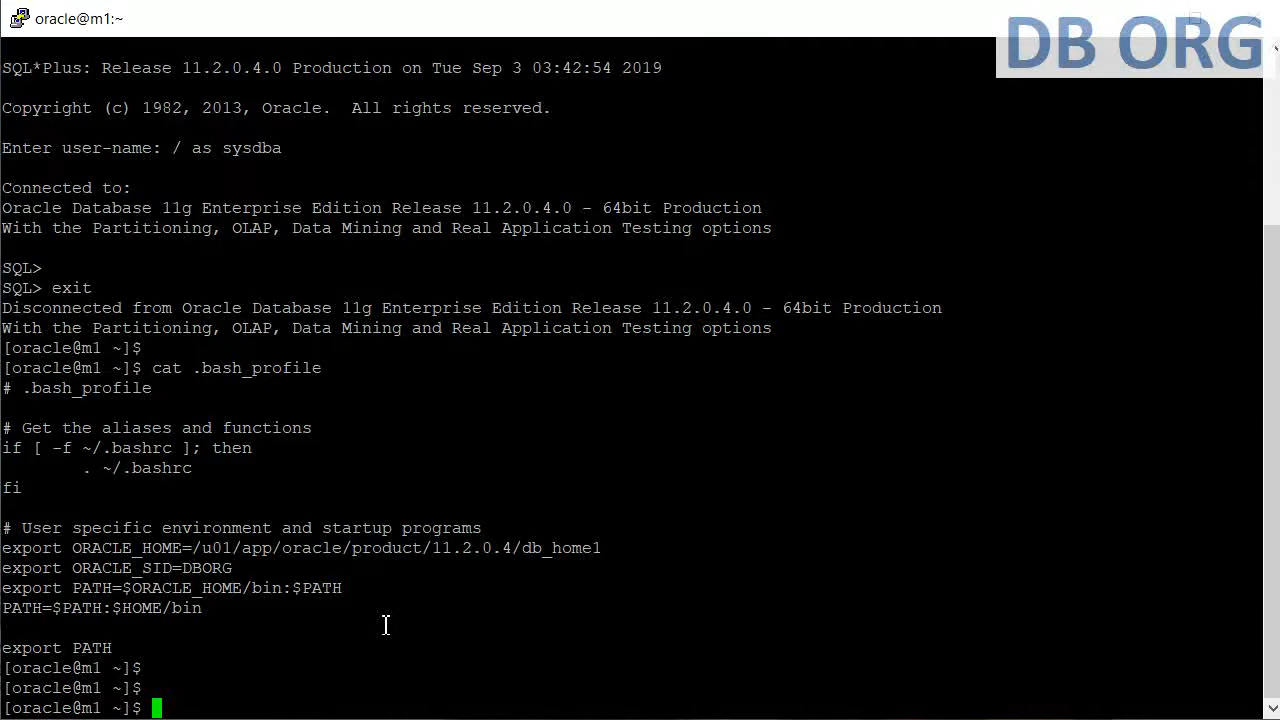 oracle@m1:~
DB ORG
SQL*Plus: Release 11.2.0.4.0 Production on Tue Sep 3 03:42:54 2019
Copyright (c) 1982, 2013, Oracle.  All rights reserved.
Enter user-name: / as sysdba
Connected to:
Oracle Database 11g Enterprise Edition Release 11.2.0.4.0 - 64bit Production
With the Partitioning, OLAP, Data Mining and Real Application Testing options
SQL>
SQL> exit
Disconnected from Oracle Database 11g Enterprise Edition Release 11.2.0.4.0 - 64bit Production
With the Partitioning, OLAP, Data Mining and Real Application Testing options
[oracle@m1 ~]$
[oracle@m1 ~]$ cat .bash_profile
# .bash_profile
# Get the aliases and functions
if [ -f ~/.bashrc ]; then
        . ~/.bashrc
fi
# User specific environment and startup programs
export ORACLE_HOME=/u01/app/oracle/product/11.2.0.4/db_home1
export ORACLE_SID=DBORG
export PATH=$ORACLE_HOME/bin:$PATH
PATH=$PATH:$HOME/bin
export PATH
[oracle@m1 ~]$
[oracle@m1 ~]$
[oracle@m1 ~]$